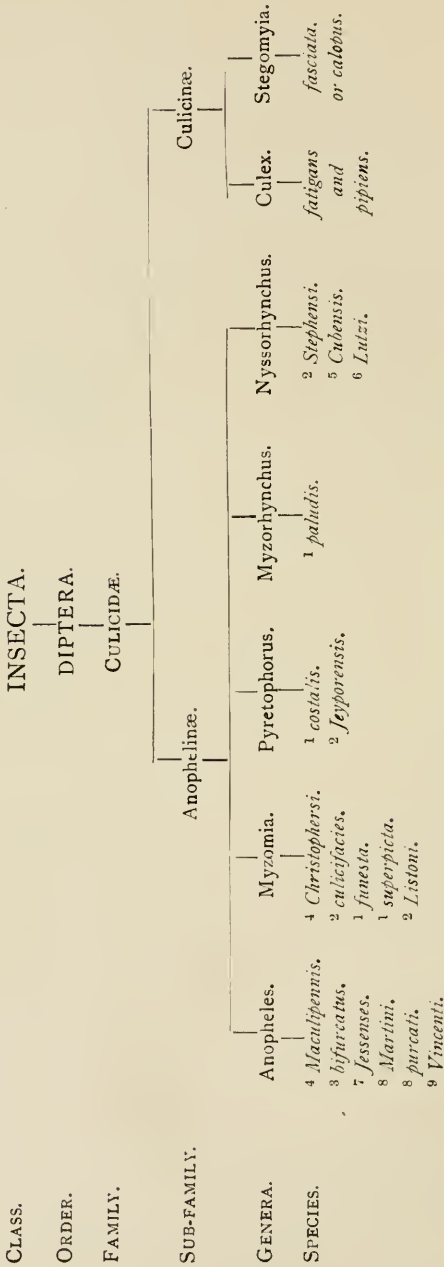 CLASS. INSECTA.
ORDER. DIPTERA.
FAMILY. CULICIDÆ.
SUB-FAMILY. Anophelinæ. Culicinæ.
GENERA. Anopheles. Myzomia. Pyretophorus. Myzorhynchus. Nyssorhynchus. Culex. Stegomyia.
SPECIES. 4 Maculipennis. 4 Christophersi. 1 costalis. 1 paludis. 2 Stephensi. fatigans fasciata.
3 bifurcatus. 2 culicifacies. 2 Jeyporensis. 5 Cubensis. and or calopus.
7 Jessenses. 1 funesta. 6 Lutzi. pipiens.
8 Martini. 1 superpicta.
8 purcati. 2 Listoni.
9 Vincenti.